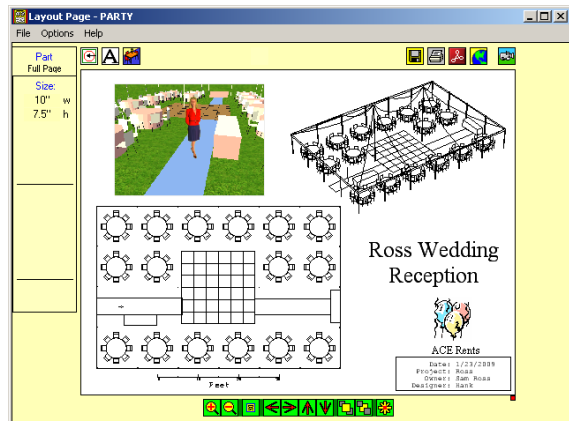 Layout Page - PARTY
File Options Help
Part
Full Page
Size:
10" w
7.5" h
A
Ross Wedding
Reception
ACE Rents
Date: 1/23/2009
Project: Ross
Owner: Sam Ross
Designer: Hank
Feet